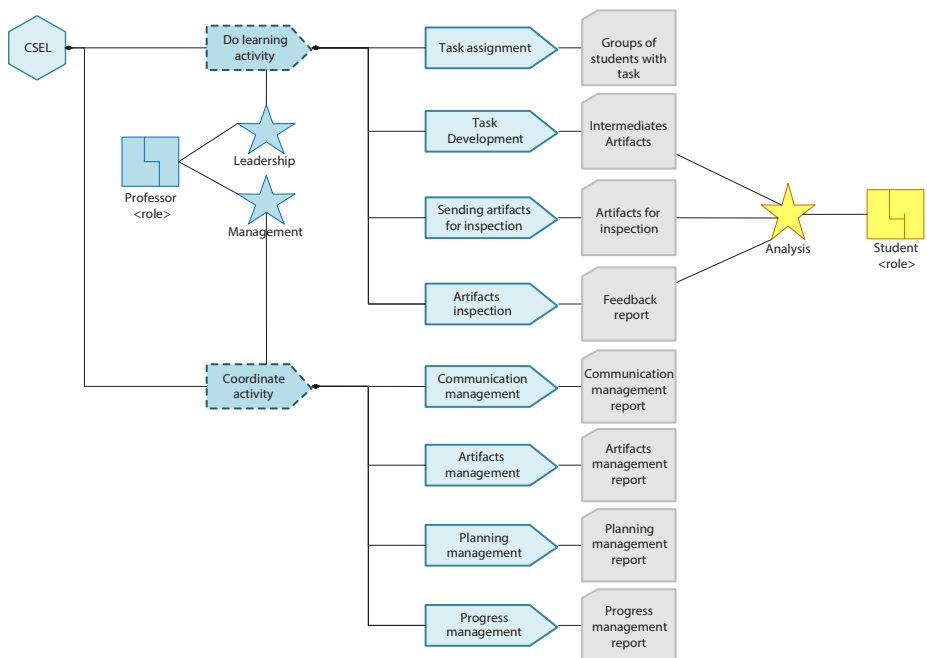 CSEL
Do learning
activity
Task assignment
Groups of
students with
task
Task
Development
Intermediates
Artifacts
Leadership
Professor
<role>
Management
Sending artifacts
for inspection
Artifacts for
inspection
Analysis
Student
<role>
Artifacts
inspection
Feedback
report
Coordinate
activity
Communication
management
Communication
management
report
Artifacts
management
Artifacts
management
report
Planning
management
Planning
management
report
Progress
management
Progress
management
report